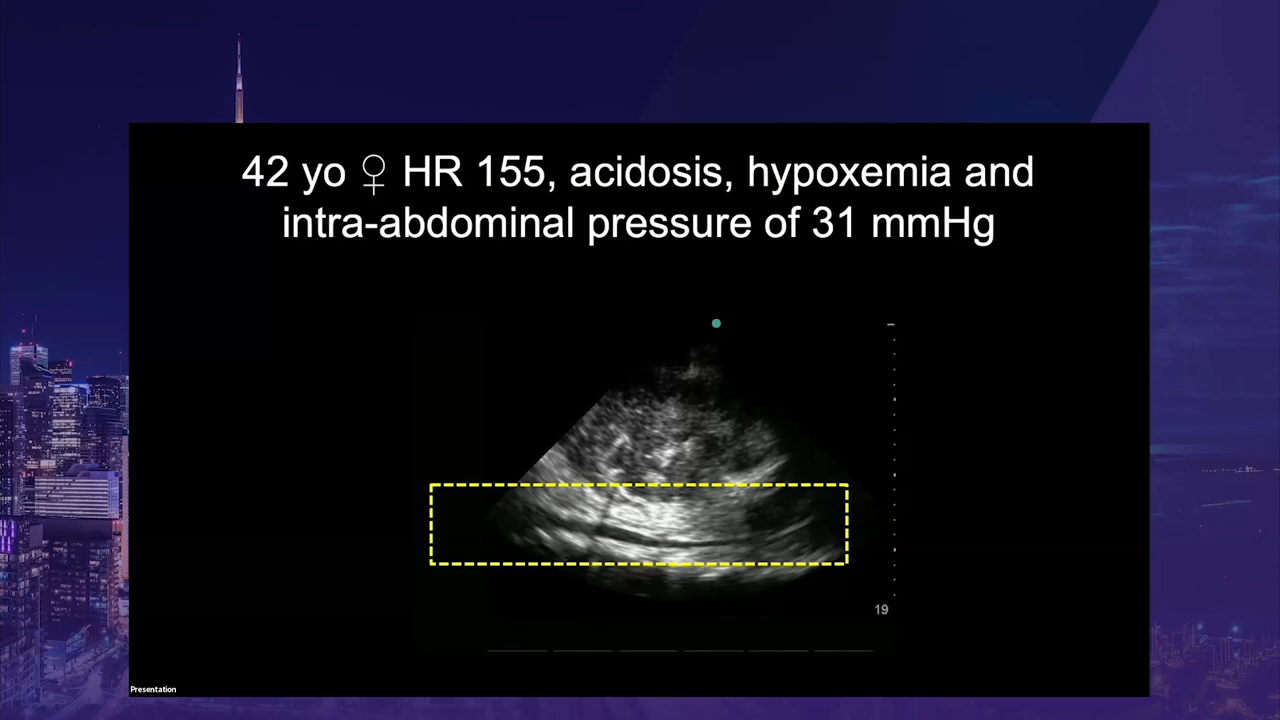 42 yo ♀ HR 155, acidosis, hypoxemia and
intra-abdominal pressure of 31 mmHg
19
Presentation